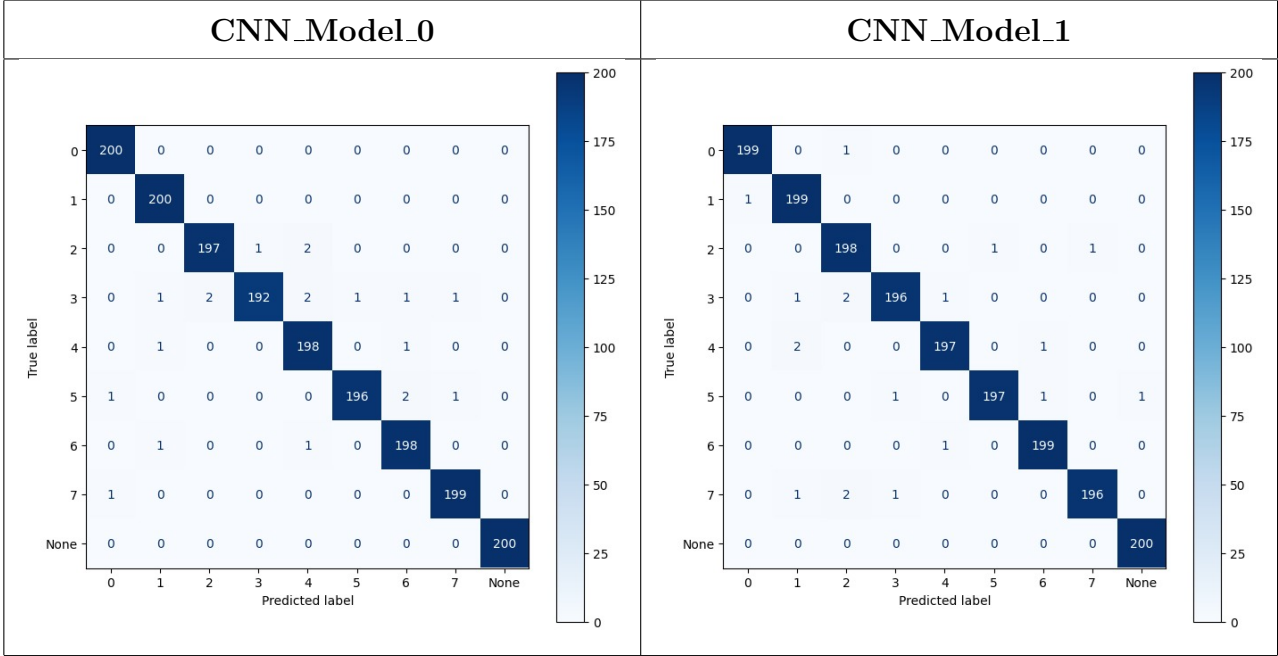 CNN_Model_0 CNN_Model_1
0 200 0 0 0 0 0 0 0 0
1 0 200 0 0 0 0 0 0 0
2 0 0 197 1 2 0 0 0 0
3 0 1 2 192 2 1 1 1 0
4 0 1 0 0 198 0 1 0 0
5 1 0 0 0 0 196 2 1 0
6 0 1 0 0 1 0 198 0 0
7 1 0 0 0 0 0 0 199 0
None 0 0 0 0 0 0 0 0 200
0 1 2 3 4 5 6 7 None
Predicted label
True label
200
175
150
125
100
75
50
25
0
0 199 0 1 0 0 0 0 0 0
1 1 199 0 0 0 0 0 0 0
2 0 0 198 0 0 1 0 1 0
3 0 1 2 196 1 0 0 0 0
4 0 2 0 0 197 0 1 0 0
5 0 0 0 1 0 197 1 0 1
6 0 0 0 0 1 0 199 0 0
7 0 1 2 1 0 0 0 196 0
None 0 0 0 0 0 0 0 0 200
0 1 2 3 4 5 6 7 None
Predicted label
True label
200
175
150
125
100
75
50
25
0